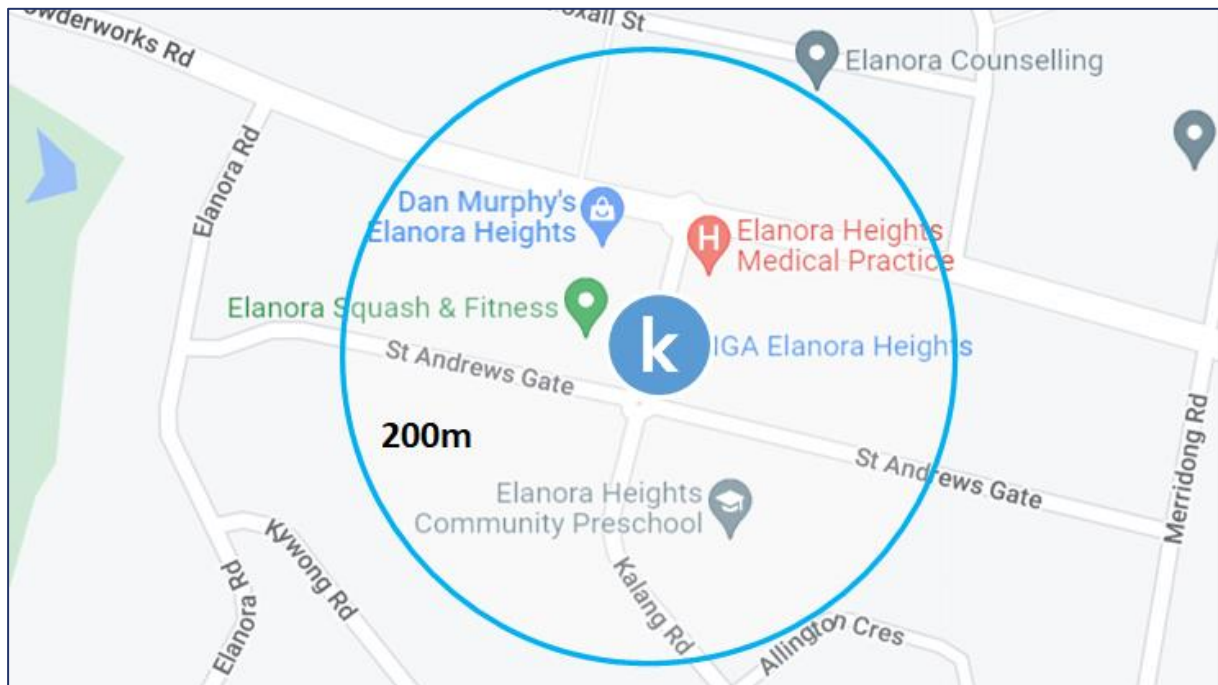 owderworks Rd
oxall St
Elanora Counselling
Elanora Rd
Dan Murphy's
Elanora Heights
H
Elanora Heights
Medical Practice
Elanora Squash & Fitness
k
IGA Elanora Heights
St Andrews Gate
200m
St Andrews Gate
Merridong Rd
Elanora Heights
Community Preschool
Kywong Rd
Kalang Rd
Elanora Rd
Allington Cres